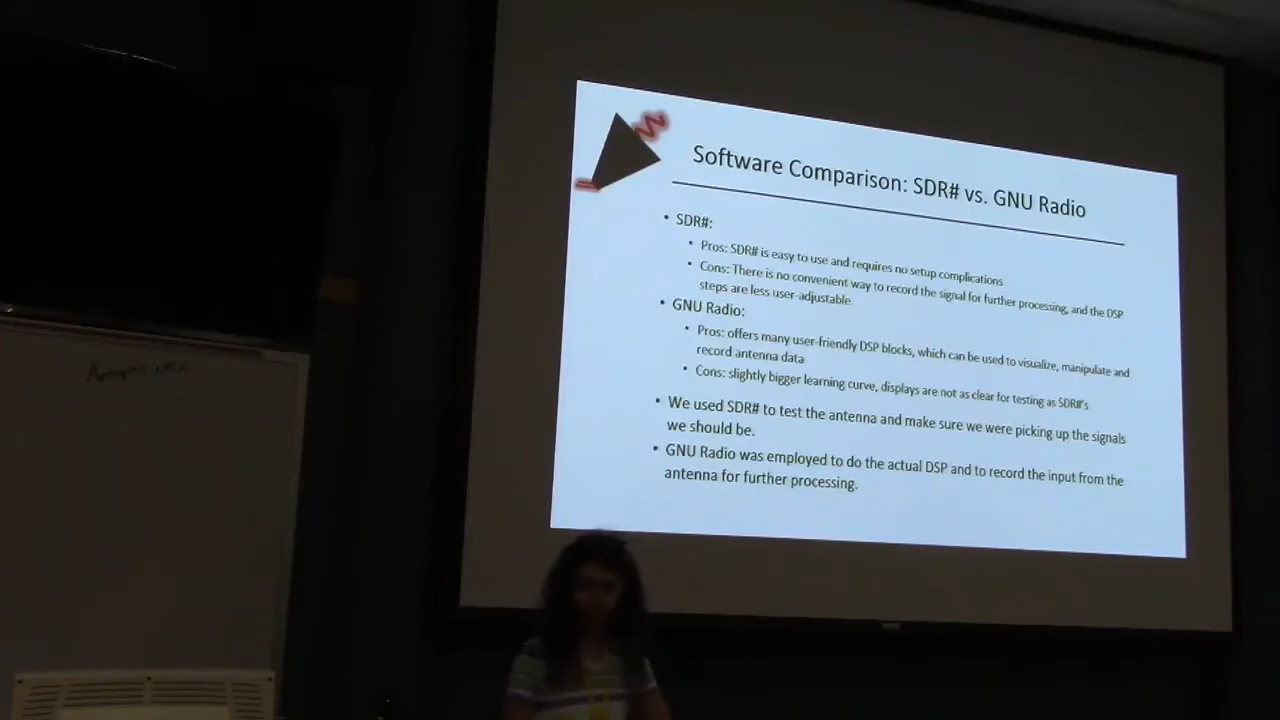 Software Comparison: SDR# vs. GNU Radio
• SDR#:
• Pros: SDR# is easy to use and requires no setup complications
• Cons: There is no convenient way to record the signal for further processing, and the DSP
steps are less user-adjustable
• GNU Radio:
• Pros: offers many user-friendly DSP blocks, which can be used to visualize, manipulate and
record antenna data
• Cons: slightly bigger learning curve, displays are not as clear for testing as SDR#'s
• We used SDR# to test the antenna and make sure we were picking up the signals
we should be.
• GNU Radio was employed to do the actual DSP and to record the input from the
antenna for further processing.